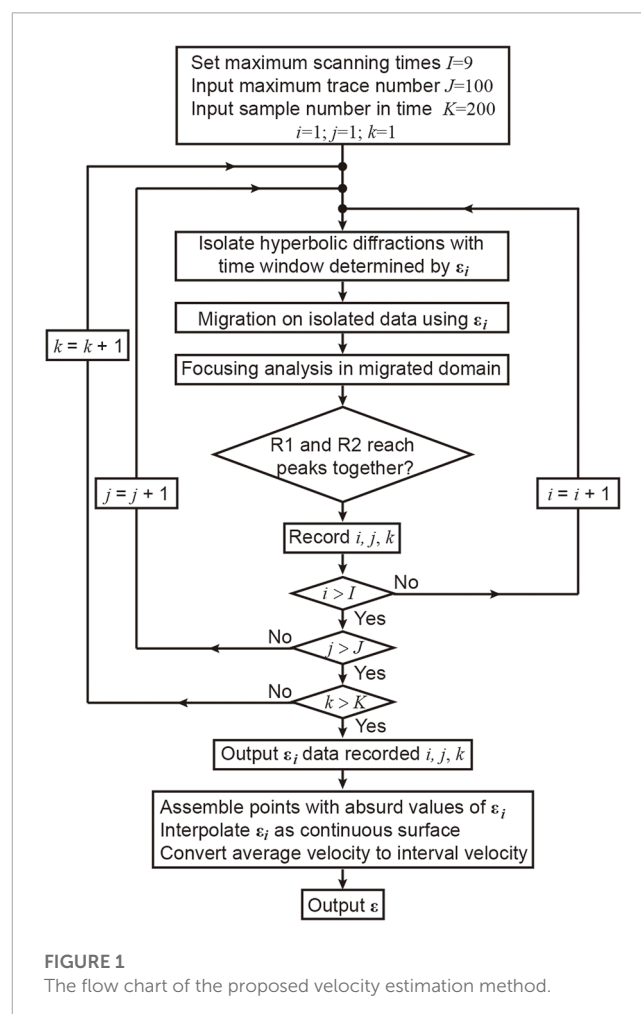 Set maximum scanning times I=9
Input maximum trace number J=100
Input sample number in time K=200
i=1; j=1; k=1
Isolate hyperbolic diffractions with
time window determined by εᵢ
Migration on isolated data using εᵢ
k = k + 1
Focusing analysis in migrated domain
R1 and R2 reach
peaks together?
j = j + 1
i = i + 1
Record i, j, k
i > I
No
Yes
No
j > J
Yes
No
k > K
Yes
Output εᵢ data recorded i, j, k
Assemble points with absurd values of εᵢ
Interpolate εᵢ as continuous surface
Convert average velocity to interval velocity
Output ε
FIGURE 1
The flow chart of the proposed velocity estimation method.